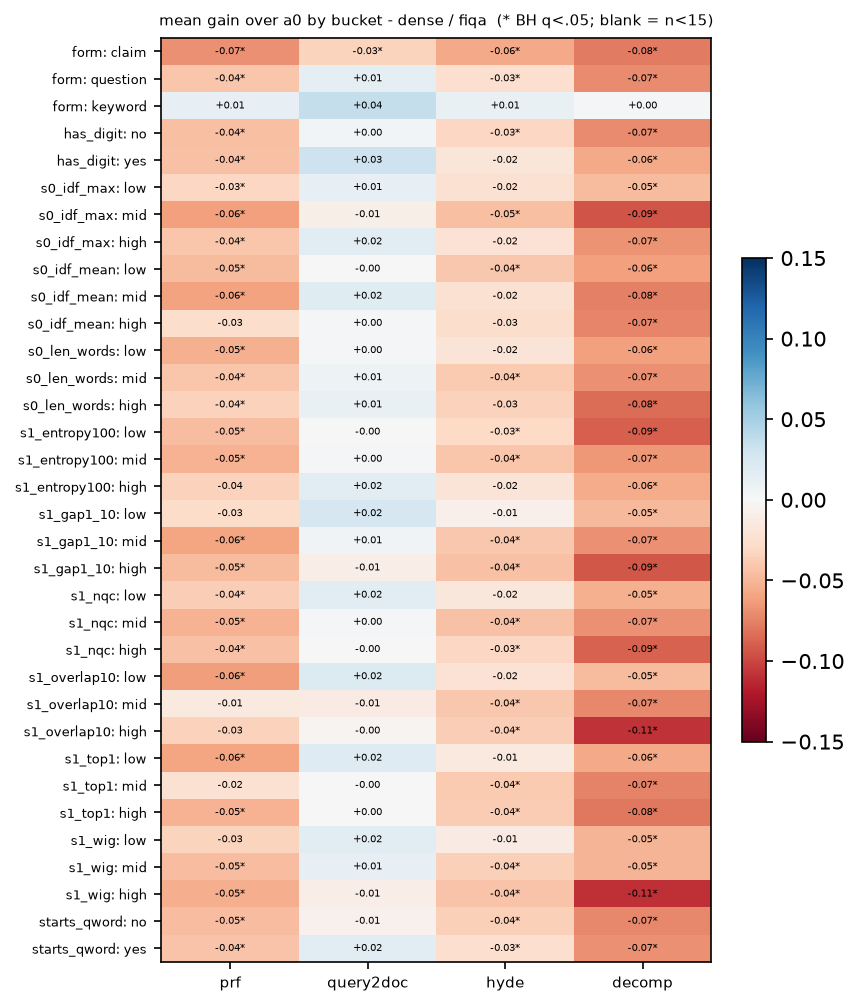 mean gain over a0 by bucket - dense / fiqa  (* BH q<.05; blank = n<15)
form: claim -0.07* -0.03* -0.06* -0.08*
form: question -0.04* +0.01 -0.03* -0.07*
form: keyword +0.01 +0.04 +0.01 +0.00
has_digit: no -0.04* +0.00 -0.03* -0.07*
has_digit: yes -0.04* +0.03 -0.02 -0.06*
s0_idf_max: low -0.03* +0.01 -0.02 -0.05*
s0_idf_max: mid -0.06* -0.01 -0.05* -0.09*
s0_idf_max: high -0.04* +0.02 -0.02 -0.07*
s0_idf_mean: low -0.05* -0.00 -0.04* -0.06*
s0_idf_mean: mid -0.06* +0.02 -0.02 -0.08*
s0_idf_mean: high -0.03 +0.00 -0.03 -0.07*
s0_len_words: low -0.05* +0.00 -0.02 -0.06*
s0_len_words: mid -0.04* +0.01 -0.04* -0.07*
s0_len_words: high -0.04* +0.01 -0.03 -0.08*
s1_entropy100: low -0.05* -0.00 -0.03* -0.09*
s1_entropy100: mid -0.05* +0.00 -0.04* -0.07*
s1_entropy100: high -0.04 +0.02 -0.02 -0.06*
s1_gap1_10: low -0.03 +0.02 -0.01 -0.05*
s1_gap1_10: mid -0.06* +0.01 -0.04* -0.07*
s1_gap1_10: high -0.05* -0.01 -0.04* -0.09*
s1_nqc: low -0.04* +0.02 -0.02 -0.05*
s1_nqc: mid -0.05* +0.00 -0.04* -0.07*
s1_nqc: high -0.04* -0.00 -0.03* -0.09*
s1_overlap10: low -0.06* +0.02 -0.02 -0.05*
s1_overlap10: mid -0.01 -0.01 -0.04* -0.07*
s1_overlap10: high -0.03 -0.00 -0.04* -0.11*
s1_top1: low -0.06* +0.02 -0.01 -0.06*
s1_top1: mid -0.02 -0.00 -0.04* -0.07*
s1_top1: high -0.05* +0.00 -0.04* -0.08*
s1_wig: low -0.03 +0.02 -0.01 -0.05*
s1_wig: mid -0.05* +0.01 -0.04* -0.05*
s1_wig: high -0.05* -0.01 -0.04* -0.11*
starts_qword: no -0.05* -0.01 -0.04* -0.07*
starts_qword: yes -0.04* +0.02 -0.03* -0.07*
prf query2doc hyde decomp
0.15
0.10
0.05
0.00
−0.05
−0.10
−0.15